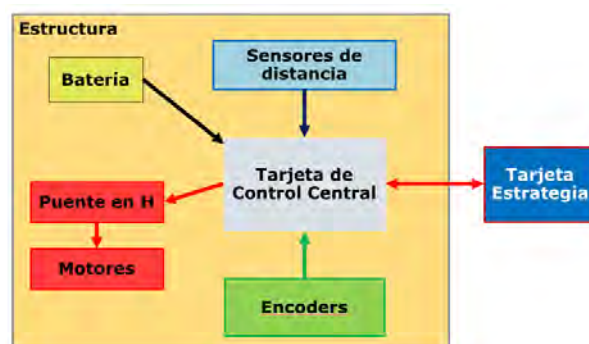 Estructura
Sensores de
distancia
Batería
Tarjeta de
Control Central
Tarjeta
Estrategia
Puente en H
Motores
Encoders